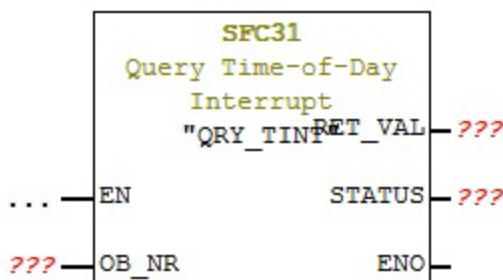 SFC31
Query Time-of-Day
Interrupt
"QRY_TINT" RET_VAL ???
... EN STATUS ???
??? OB_NR ENO